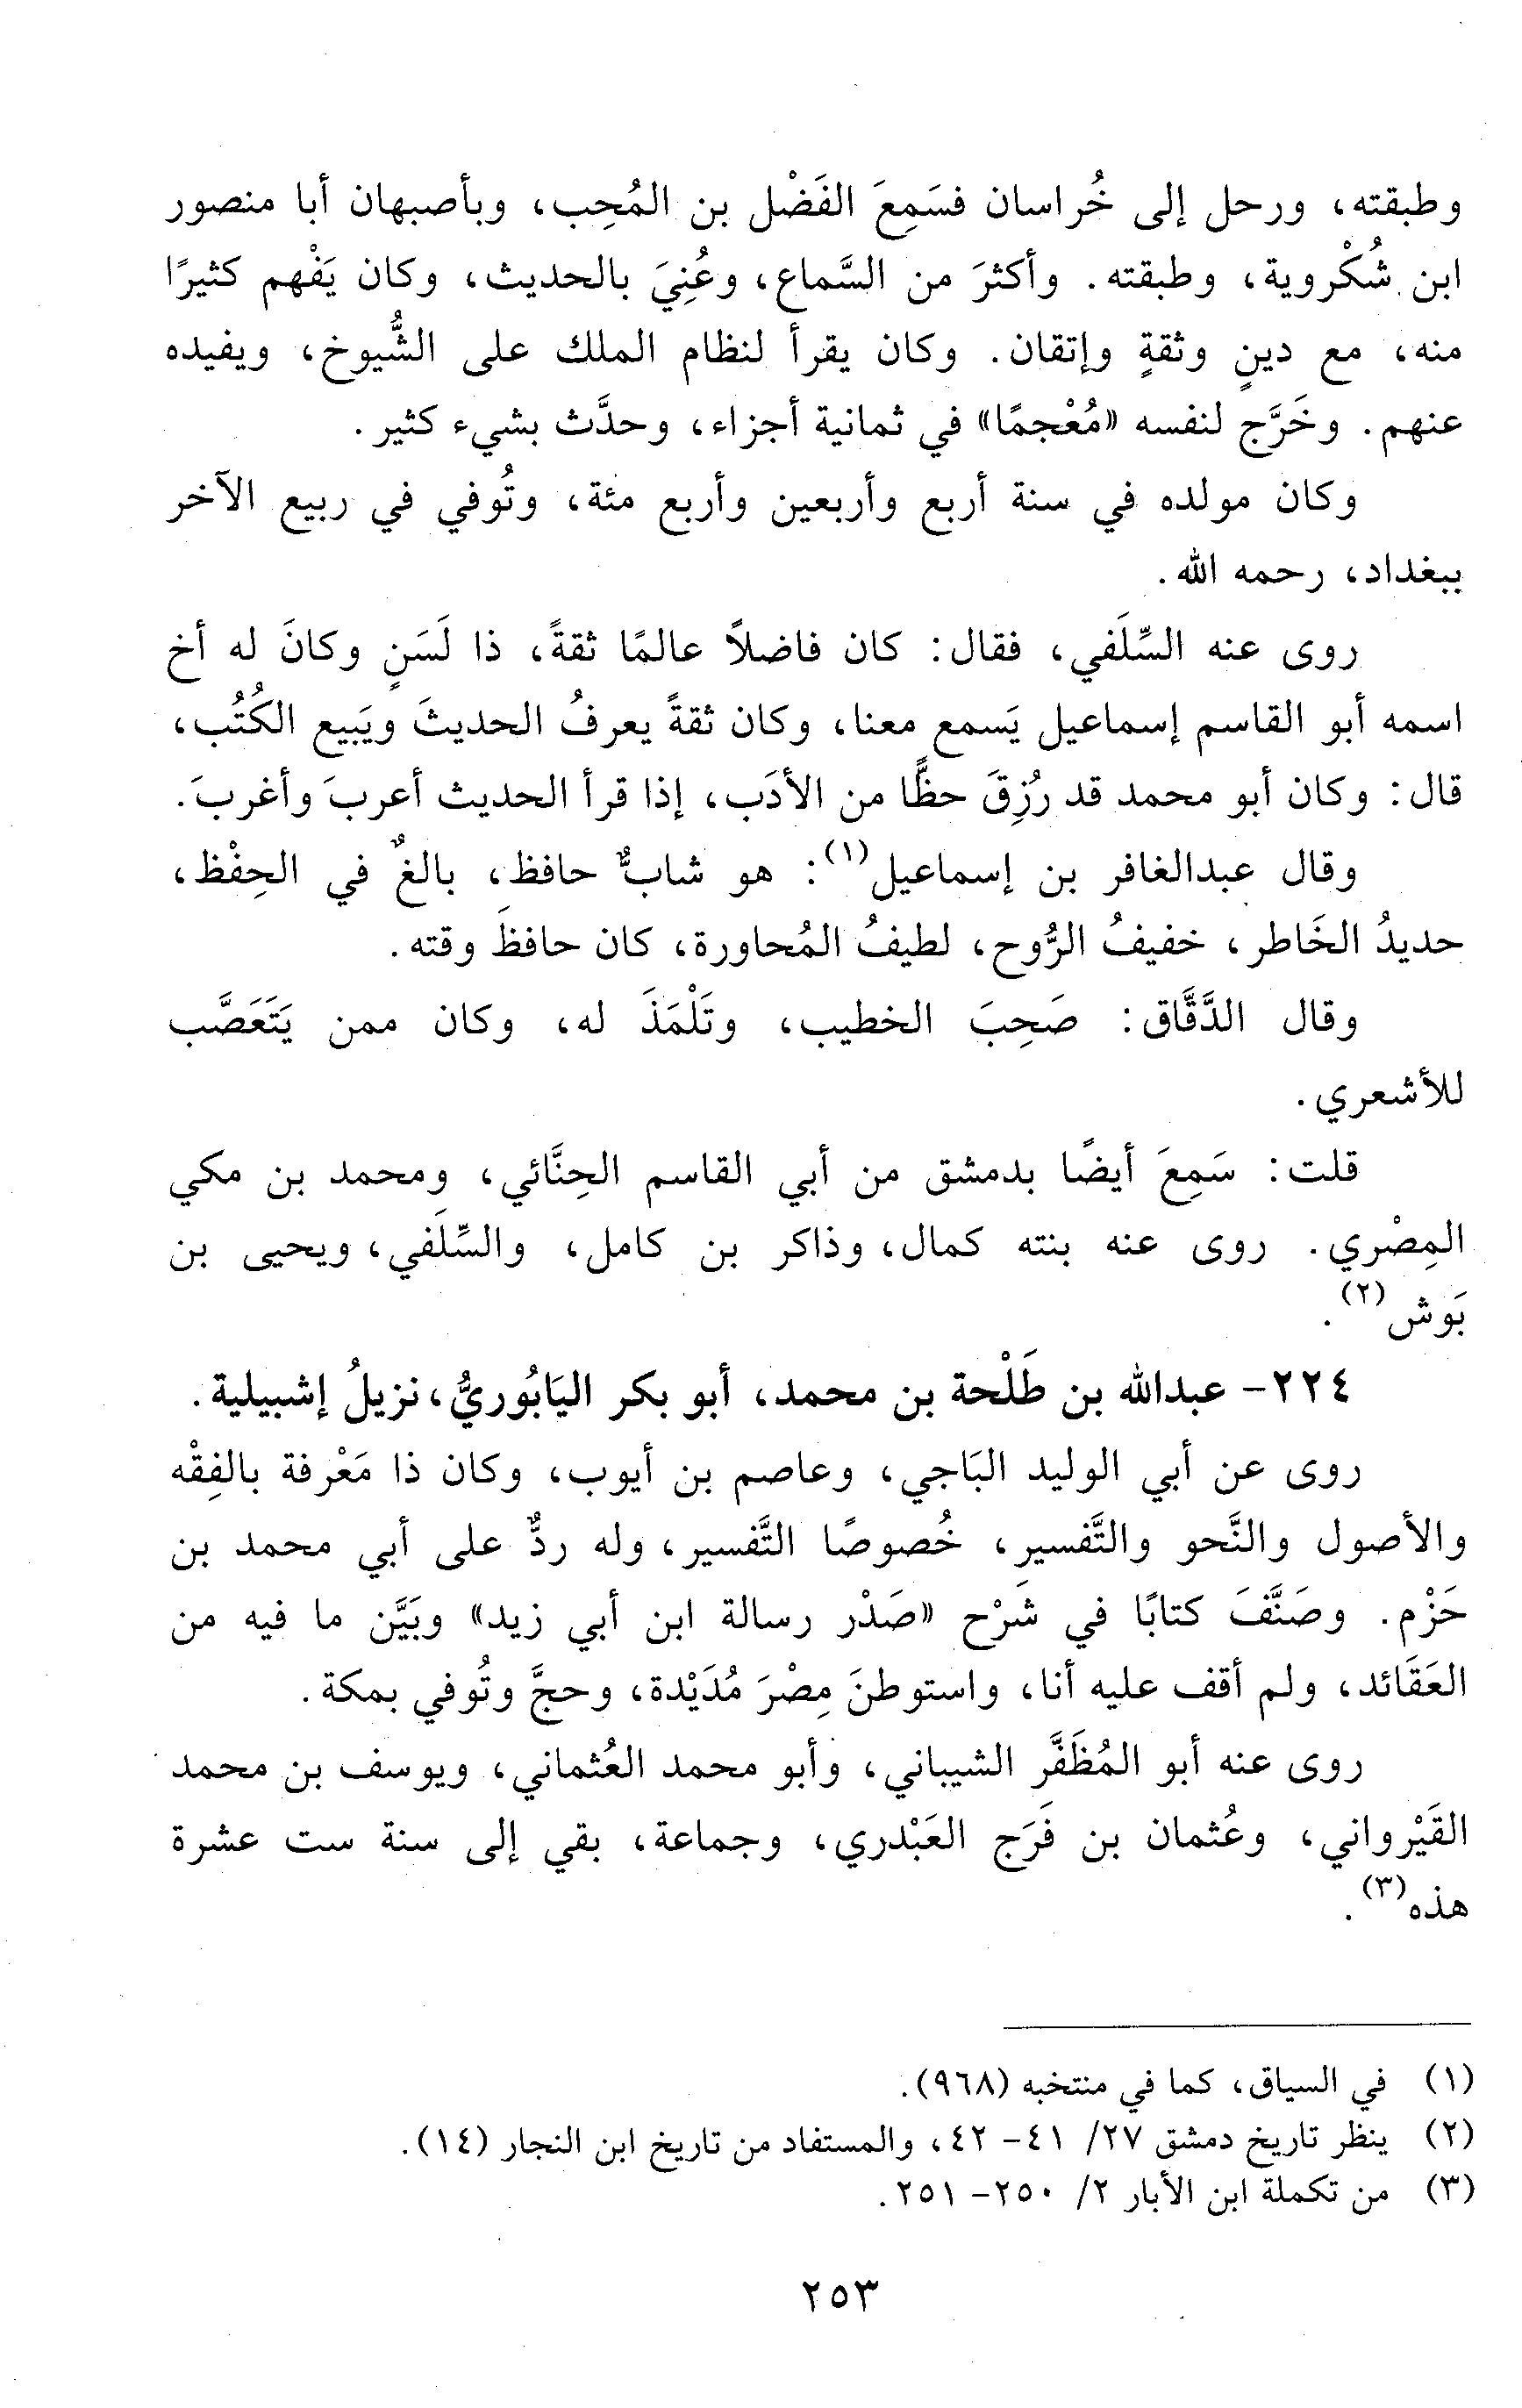 وطبقته، ورحل إلى خُراسان فسَمِعَ الفَضْل بن المُحِب، وبأصبهان أبا منصور
ابن شُكْروية، وطبقته. وأكثرَ من السَّماع، وعُنِيَ بالحديث، وكان يَفْهم كثيرًا
منه، مع دينٍ وثقةٍ وإتقان. وكان يقرأ لنظام الملك على الشُّيوخ، ويفيده
عنهم. وخَرَّج لنفسه «مُعْجمًا» في ثمانية أجزاء، وحدَّث بشيء كثير.
وكان مولده في سنة أربع وأربعين وأربع مئة، وتُوفي في ربيع الآخر
ببغداد، رحمه الله.
روى عنه السِّلَفي، فقال: كان فاضلاً عالمًا ثقةً، ذا لَسَنٍ وكانَ له أخ
اسمه أبو القاسم إسماعيل يَسمع معنا، وكان ثقةً يعرفُ الحديثَ ويَبيع الكُتُب،
قال: وكان أبو محمد قد رُزِقَ حظًّا من الأدَب، إذا قرأ الحديث أعربَ وأغربَ.
وقال عبدالغافر بن إسماعيل(١): هو شابٌّ حافظ، بالغٌ في الحِفْظ،
حديدُ الخَاطر، خفيفُ الرُّوح، لطيفُ المُحاورة، كان حافظَ وقته.
وقال الدَّقَّاق: صَحِبَ الخطيب، وتَلْمَذَ له، وكان ممن يَتَعَصَّب
للأشعري.
قلت: سَمِعَ أيضًا بدمشق من أبي القاسم الحِنَّائي، ومحمد بن مكي
المِصْري. روى عنه بنته كمال، وذاكر بن كامل، والسِّلَفي، ويحيى بن
بَوش(٢).
٢٢٤- عبدالله بن طَلْحة بن محمد، أبو بكر اليَابُوريُّ، نزيلُ إشبيلية.
روى عن أبي الوليد البَاجي، وعاصم بن أيوب، وكان ذا مَعْرفة بالفِقْه
والأصول والنَّحو والتَّفسير، خُصوصًا التَّفسير، وله ردٌّ على أبي محمد بن
حَزْم. وصَنَّفَ كتابًا في شَرْح «صَدْر رسالة ابن أبي زيد» وبَيَّن ما فيه من
العَقَائد، ولم أقف عليه أنا، واستوطنَ مِصْرَ مُدَيْدة، وحجَّ وتُوفي بمكة.
روى عنه أبو المُظَفَّر الشيباني، وأبو محمد العُثماني، ويوسف بن محمد
القَيْرواني، وعُثمان بن فَرَج العَبْدري، وجماعة، بقي إلى سنة ست عشرة
هذه(٣).
(١) في السياق، كما في منتخبه (٩٦٨).
(٢) ينظر تاريخ دمشق ٢٧/ ٤١- ٤٢، والمستفاد من تاريخ ابن النجار (١٤).
(٣) من تكملة ابن الأبار ٢/ ٢٥٠- ٢٥١.
٢٥٣